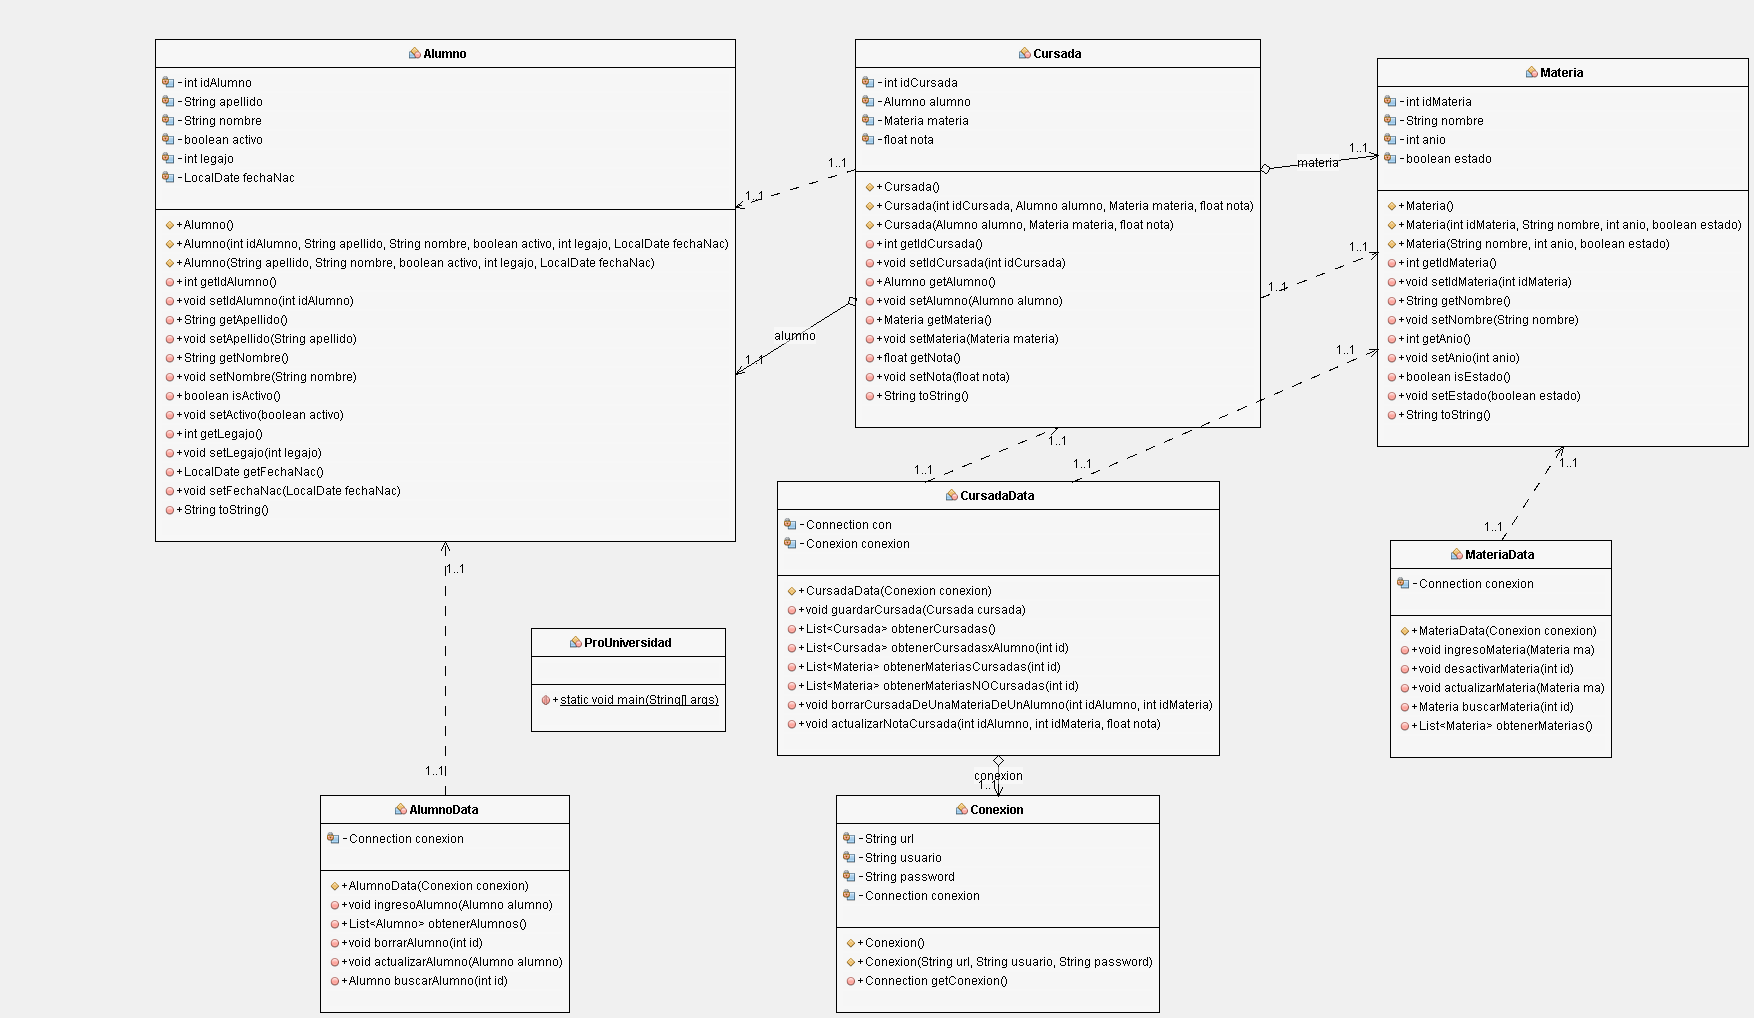 Alumno
- int idAlumno
- String apellido
- String nombre
- boolean activo
- int legajo
- LocalDate fechaNac
+ Alumno()
+ Alumno(int idAlumno, String apellido, String nombre, boolean activo, int legajo, LocalDate fechaNac)
+ Alumno(String apellido, String nombre, boolean activo, int legajo, LocalDate fechaNac)
+ int getIdAlumno()
+ void setIdAlumno(int idAlumno)
+ String getApellido()
+ void setApellido(String apellido)
+ String getNombre()
+ void setNombre(String nombre)
+ boolean isActivo()
+ void setActivo(boolean activo)
+ int getLegajo()
+ void setLegajo(int legajo)
+ LocalDate getFechaNac()
+ void setFechaNac(LocalDate fechaNac)
+ String toString()
1..1
1..1
alumno
1..1
Cursada
- int idCursada
- Alumno alumno
- Materia materia
- float nota
+ Cursada()
+ Cursada(int idCursada, Alumno alumno, Materia materia, float nota)
+ Cursada(Alumno alumno, Materia materia, float nota)
+ int getIdCursada()
+ void setIdCursada(int idCursada)
+ Alumno getAlumno()
+ void setAlumno(Alumno alumno)
+ Materia getMateria()
+ void setMateria(Materia materia)
+ float getNota()
+ void setNota(float nota)
+ String toString()
materia
1..1
1..1
1..1
1..1
Materia
- int idMateria
- String nombre
- int anio
- boolean estado
+ Materia()
+ Materia(int idMateria, String nombre, int anio, boolean estado)
+ Materia(String nombre, int anio, boolean estado)
+ int getIdMateria()
+ void setIdMateria(int idMateria)
+ String getNombre()
+ void setNombre(String nombre)
+ int getAnio()
+ void setAnio(int anio)
+ boolean isEstado()
+ void setEstado(boolean estado)
+ String toString()
1..1
1..1
1..1
1..1
1..1
CursadaData
- Connection con
- Conexion conexion
+ CursadaData(Conexion conexion)
+ void guardarCursada(Cursada cursada)
+ List<Cursada> obtenerCursadas()
+ List<Cursada> obtenerCursadasxAlumno(int id)
+ List<Materia> obtenerMateriasCursadas(int id)
+ List<Materia> obtenerMateriasNOCursadas(int id)
+ void borrarCursadaDeUnaMateriaDeUnAlumno(int idAlumno, int idMateria)
+ void actualizarNotaCursada(int idAlumno, int idMateria, float nota)
MateriaData
- Connection conexion
+ MateriaData(Conexion conexion)
+ void ingresoMateria(Materia ma)
+ void desactivarMateria(int id)
+ void actualizarMateria(Materia ma)
+ Materia buscarMateria(int id)
+ List<Materia> obtenerMaterias()
1..1
1..1
ProUniversidad
+ static void main(String[] args)
AlumnoData
- Connection conexion
+ AlumnoData(Conexion conexion)
+ void ingresoAlumno(Alumno alumno)
+ List<Alumno> obtenerAlumnos()
+ void borrarAlumno(int id)
+ void actualizarAlumno(Alumno alumno)
+ Alumno buscarAlumno(int id)
conexion
1..1
Conexion
- String url
- String usuario
- String password
- Connection conexion
+ Conexion()
+ Conexion(String url, String usuario, String password)
+ Connection getConexion()